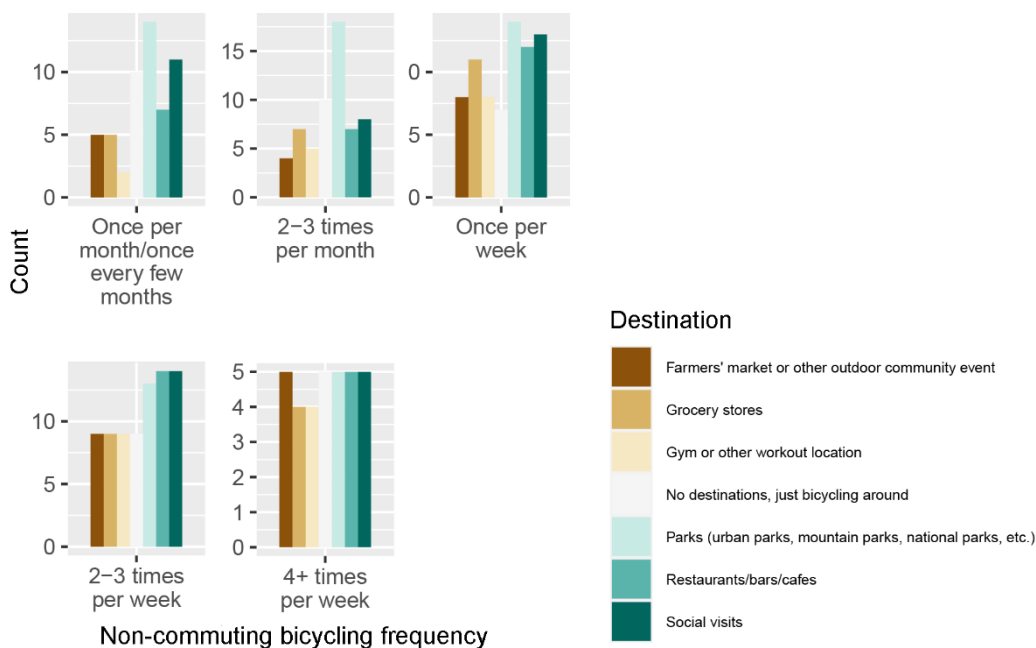 10
5
0
15
10
5
0
0
5
0
Once per
month/once
every few
months
2−3 times
per month
Once per
week
Count
10
5
0
5
4
3
2
1
0
2−3 times
per week
4+ times
per week
Non-commuting bicycling frequency
Destination
Farmers' market or other outdoor community event
Grocery stores
Gym or other workout location
No destinations, just bicycling around
Parks (urban parks, mountain parks, national parks, etc.)
Restaurants/bars/cafes
Social visits